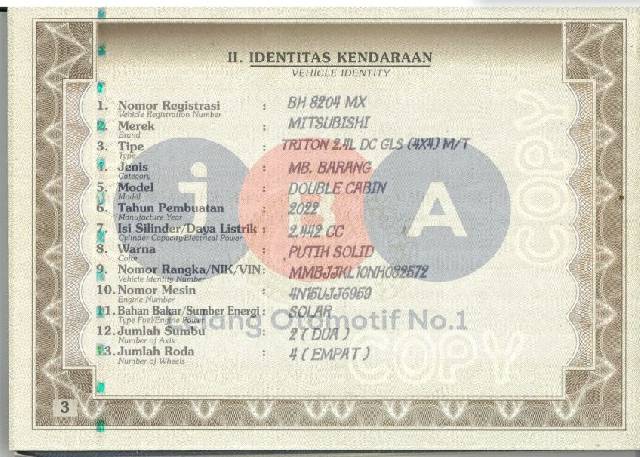 II. IDENTITAS KENDARAAN
VEHICLE IDENTITY
1. Nomor Registrasi : BH 8204 MX
Vehicle Registration Number
2. Merek : MITSUBISHI
Brand
3. Tipe : TRITON 2.4L DC GLS (4X4) M/T
Type
4. Jenis : MB. BARANG
Category
5. Model : DOUBLE CABIN
Model
6. Tahun Pembuatan : 2022
Manufacture Year
7. Isi Silinder/Daya Listrik : 2.442 CC
Cylinder Capacity/Electrical Power
8. Warna : PUTIH SOLID
Color
9. Nomor Rangka/NIK/VIN :
Vehicle Identity Number
10. Nomor Mesin :
Engine Number
11. Bahan Bakar/Sumber Energi : SOLAR
Type Fuel/Engine Power
12. Jumlah Sumbu : 2 ( DUA )
Number of Axis
13. Jumlah Roda : 4 ( EMPAT )
Number of Wheels
J B A
Lelang Otomotif No.1
COPY
COPY
3